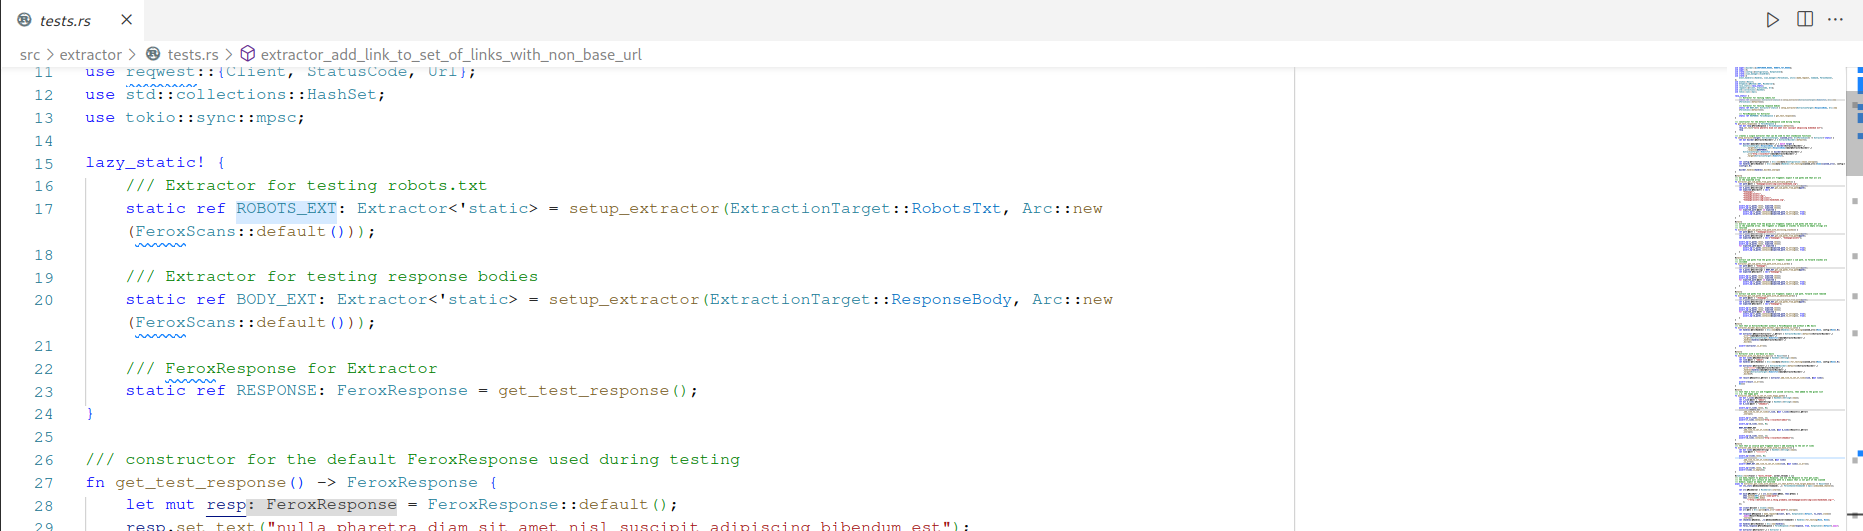 tests.rs
src > extractor > tests.rs > extractor_add_link_to_set_of_links_with_non_base_url
11 use reqwest::{Client, StatusCode, Url};
12 use std::collections::HashSet;
13 use tokio::sync::mpsc;
14
15 lazy_static! {
16 /// Extractor for testing robots.txt
17 static ref ROBOTS_EXT: Extractor<'static> = setup_extractor(ExtractionTarget::RobotsTxt, Arc::new
(FeroxScans::default()));
18
19 /// Extractor for testing response bodies
20 static ref BODY_EXT: Extractor<'static> = setup_extractor(ExtractionTarget::ResponseBody, Arc::new
(FeroxScans::default()));
21
22 /// FeroxResponse for Extractor
23 static ref RESPONSE: FeroxResponse = get_test_response();
24 }
25
26 /// constructor for the default FeroxResponse used during testing
27 fn get_test_response() -> FeroxResponse {
28 let mut resp: FeroxResponse = FeroxResponse::default();
29 resp.set_text("nulla pharetra diam sit amet nisl suscipit adipiscing bibendum est");